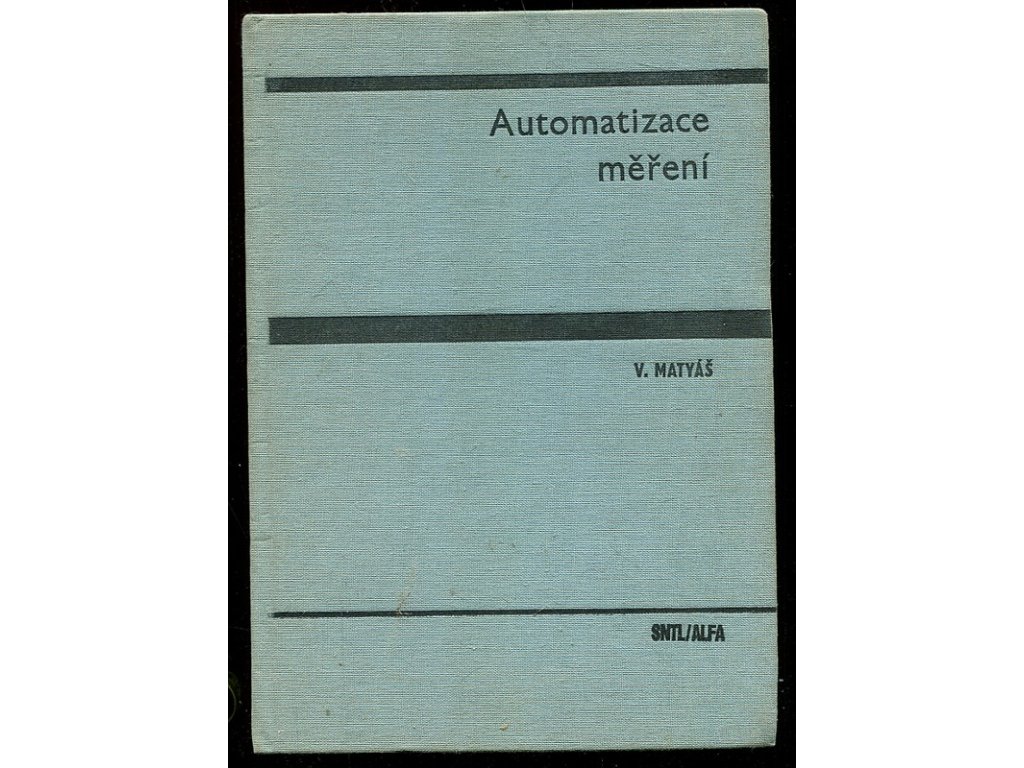 Automatizace
měření
V. MATYÁŠ
SNTL/ALFA